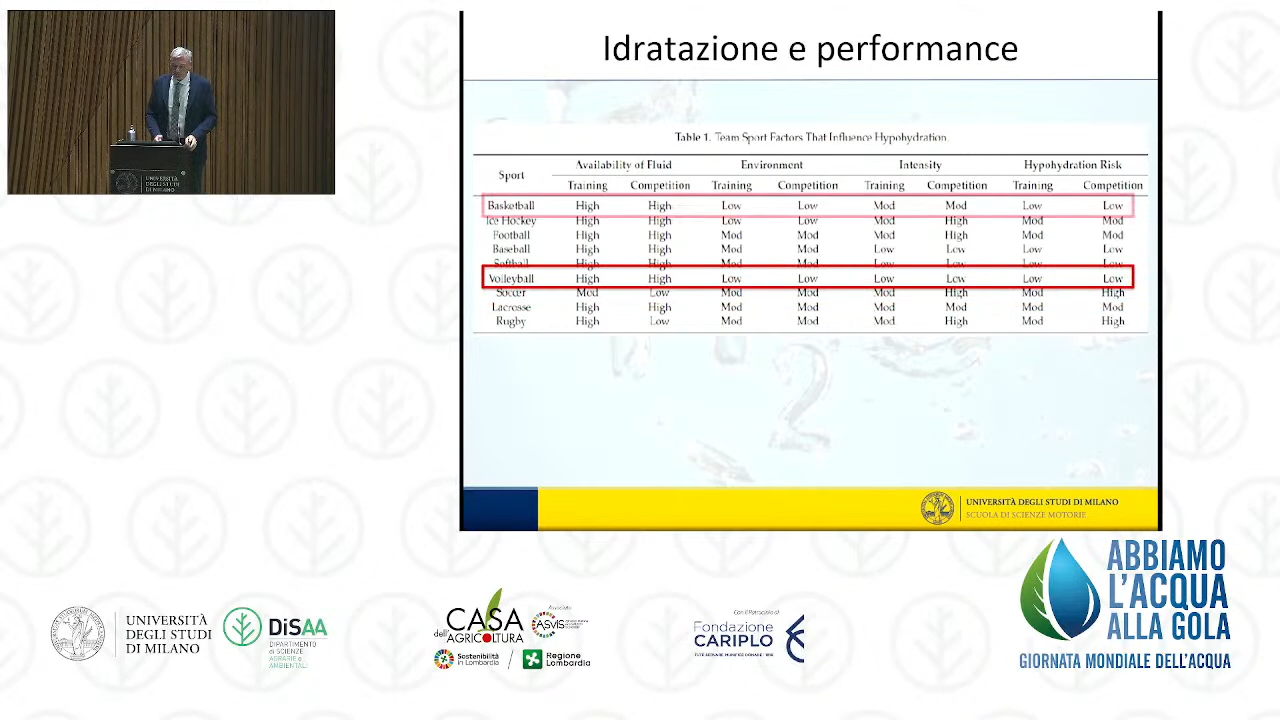 Idratazione e performance
Table 1. Team Sport Factors That Influence Hypohydration.
Sport Availability of Fluid Environment Intensity Hypohydration Risk
Training Competition Training Competition Training Competition Training Competition
Basketball High High Low Low Mod Mod Low Low
Ice Hockey High High Low Low Mod High Mod Mod
Football High High Mod Mod Mod High Mod Mod
Baseball High High Mod Mod Low Low Low Low
Softball High High Mod Mod Low Low Low Low
Volleyball High High Low Low Low Low Low Low
Soccer Mod Low Mod Mod Mod High Mod High
Lacrosse High High Mod Mod Mod Mod Mod Mod
Rugby High Low Mod Mod Mod High Mod High
UNIVERSITÀ DEGLI STUDI DI MILANO
SCUOLA DI SCIENZE MOTORIE
UNIVERSITÀ
DEGLI STUDI
DI MILANO
UNIVERSITÀ
DEGLI STUDI
DI MILANO
DiSAA
DIPARTIMENTO
DI SCIENZE
AGRARIE E
AMBIENTALI
CASA
dell'AGRICOLTURA
Associato
ASVIS
Sostenibilità
in Lombardia
Regione
Lombardia
Con il Patrocinio di
Fondazione
CARIPLO
ABBIAMO
L'ACQUA
ALLA GOLA
GIORNATA MONDIALE DELL'ACQUA